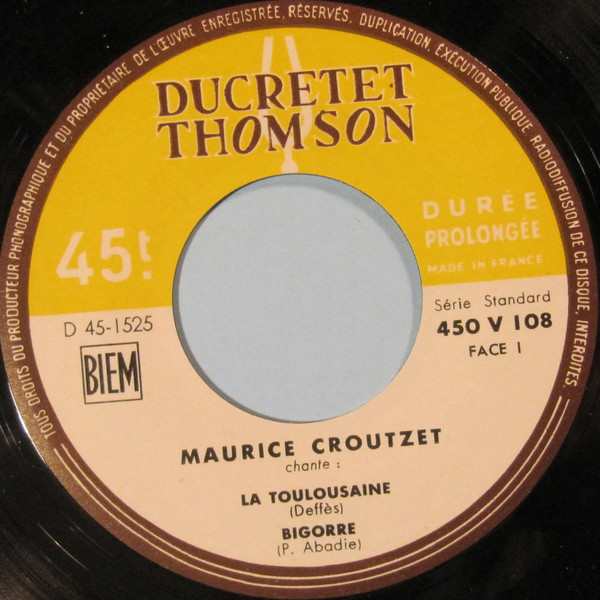 TOUS DROITS DU PRODUCTEUR PHONOGRAPHIQUE ET DU PROPRIÉTAIRE DE L'ŒUVRE ENREGISTRÉE, RÉSERVÉS. DUPLICATION, EXÉCUTION PUBLIQUE, RADIODIFFUSION DE CE DISQUE, INTERDITES.
DUCRETET
THOMSON
45t.
DURÉE
PROLONGÉE
MADE IN FRANCE
D 45-1525
BIEM
Série Standard
450 V 108
FACE 1
MAURICE CROUTZET
chante :
LA TOULOUSAINE
(Deffès)
BIGORRE
(P. Abadie)